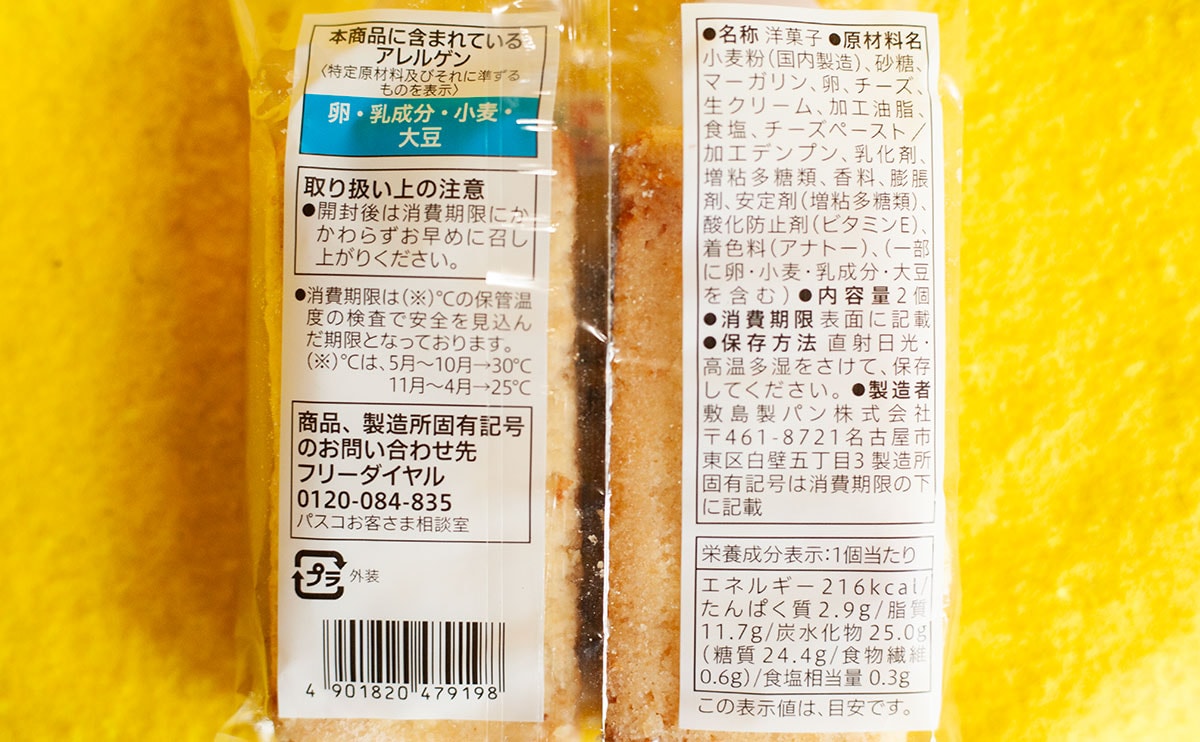 本商品に含まれている
アレルゲン
〈特定原材料及びそれに準ずる
ものを表示〉
卵・乳成分・小麦・
大豆
取り扱い上の注意
●開封後は消費期限にか
かわらずお早めに召し
上がりください。
●消費期限は(※)℃の保管温
度の検査で安全を見込ん
だ期限となっております。
(※)℃は、5月〜10月→30℃
11月〜4月→25℃
商品、製造所固有記号
のお問い合わせ先
フリーダイヤル
0120-084-835
パスコお客さま相談室
プラ 外装
4 901820 479198
●名称 洋菓子 ●原材料名
小麦粉(国内製造)、砂糖、
マーガリン、卵、チーズ、
生クリーム、加工油脂、
食塩、チーズペースト／
加工デンプン、乳化剤、
増粘多糖類、香料、膨脹
剤、安定剤(増粘多糖類)、
酸化防止剤(ビタミンE)、
着色料(アナトー)、(一部
に卵・小麦・乳成分・大豆
を含む) ●内容量 2個
●消費期限 表面に記載
●保存方法 直射日光・
高温多湿をさけて、保存
してください。●製造者
敷島製パン株式会社
〒461-8721名古屋市
東区白壁五丁目3 製造所
固有記号は消費期限の下
に記載
栄養成分表示:1個当たり
エネルギー 216kcal/
たんぱく質 2.9g/脂質
11.7g/炭水化物 25.0g
(糖質 24.4g/食物繊維
0.6g)/食塩相当量 0.3g
この表示値は、目安です。